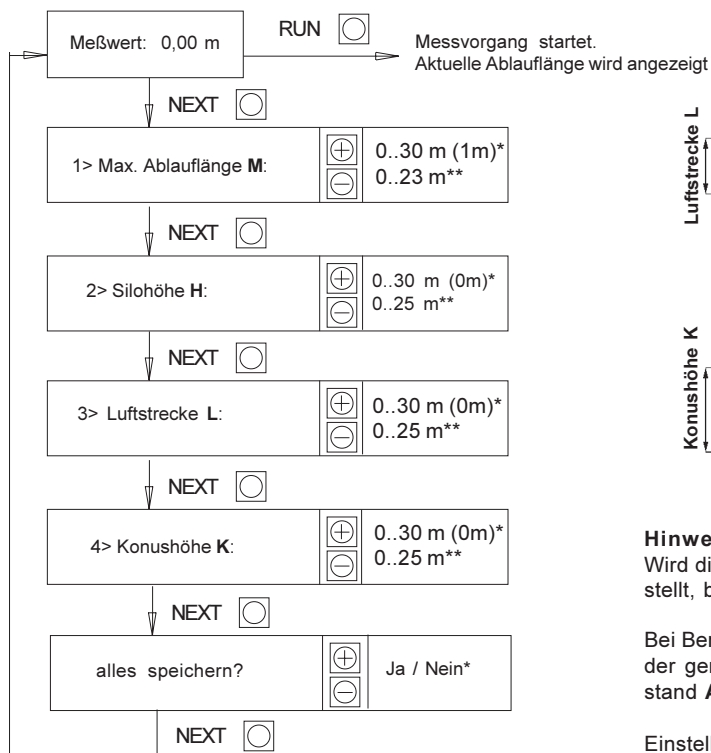 Meßwert: 0,00 m
RUN
Messvorgang startet.
Aktuelle Ablauflänge wird angezeigt
NEXT
1> Max. Ablauflänge M:
0..30 m (1m)*
0..23 m**
NEXT
2> Silohöhe H:
0..30 m (0m)*
0..25 m**
NEXT
3> Luftstrecke L:
0..30 m (0m)*
0..25 m**
NEXT
4> Konushöhe K:
0..30 m (0m)*
0..25 m**
NEXT
alles speichern?
Ja / Nein*
NEXT
Luftstrecke L
Konushöhe K
Hinwe
Wird di
stellt, b
Bei Ber
der ger
stand A
Einstell